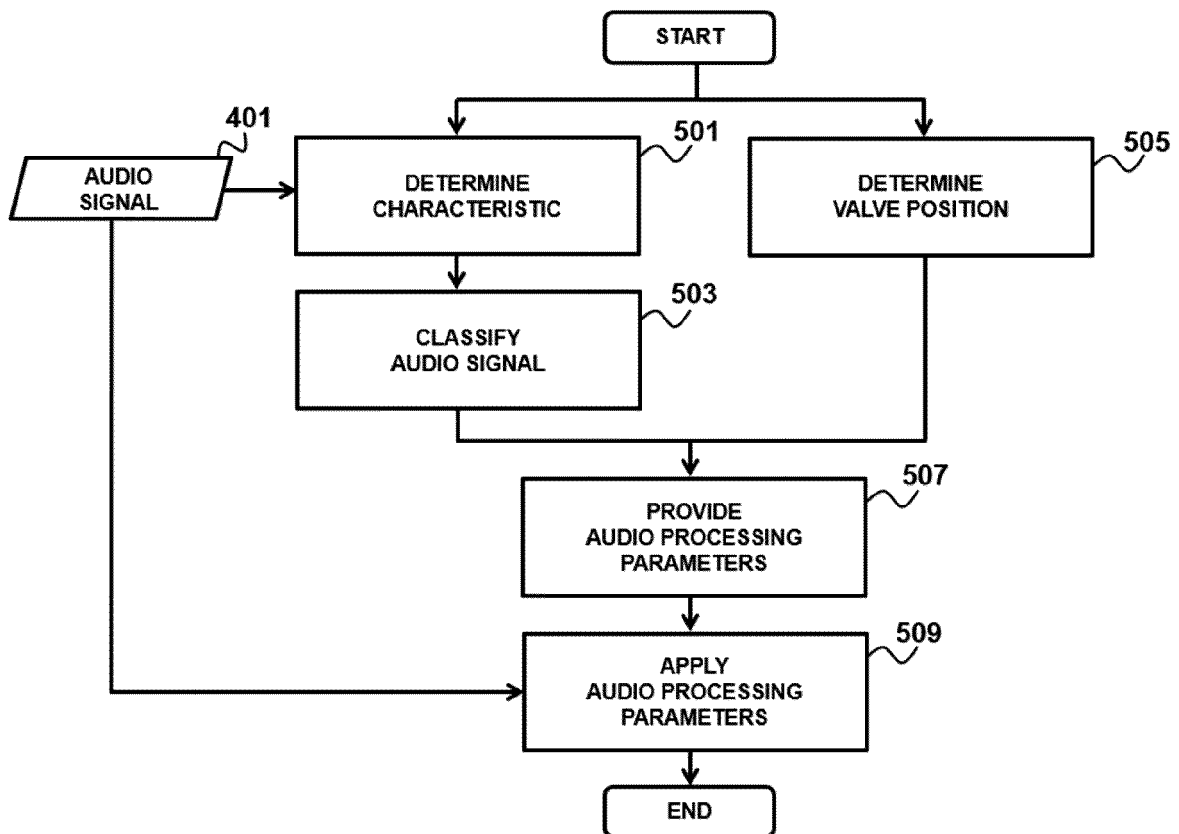 START
401
501
505
AUDIO
SIGNAL
DETERMINE
CHARACTERISTIC
DETERMINE
VALVE POSITION
503
CLASSIFY
AUDIO SIGNAL
507
PROVIDE
AUDIO PROCESSING
PARAMETERS
509
APPLY
AUDIO PROCESSING
PARAMETERS
END